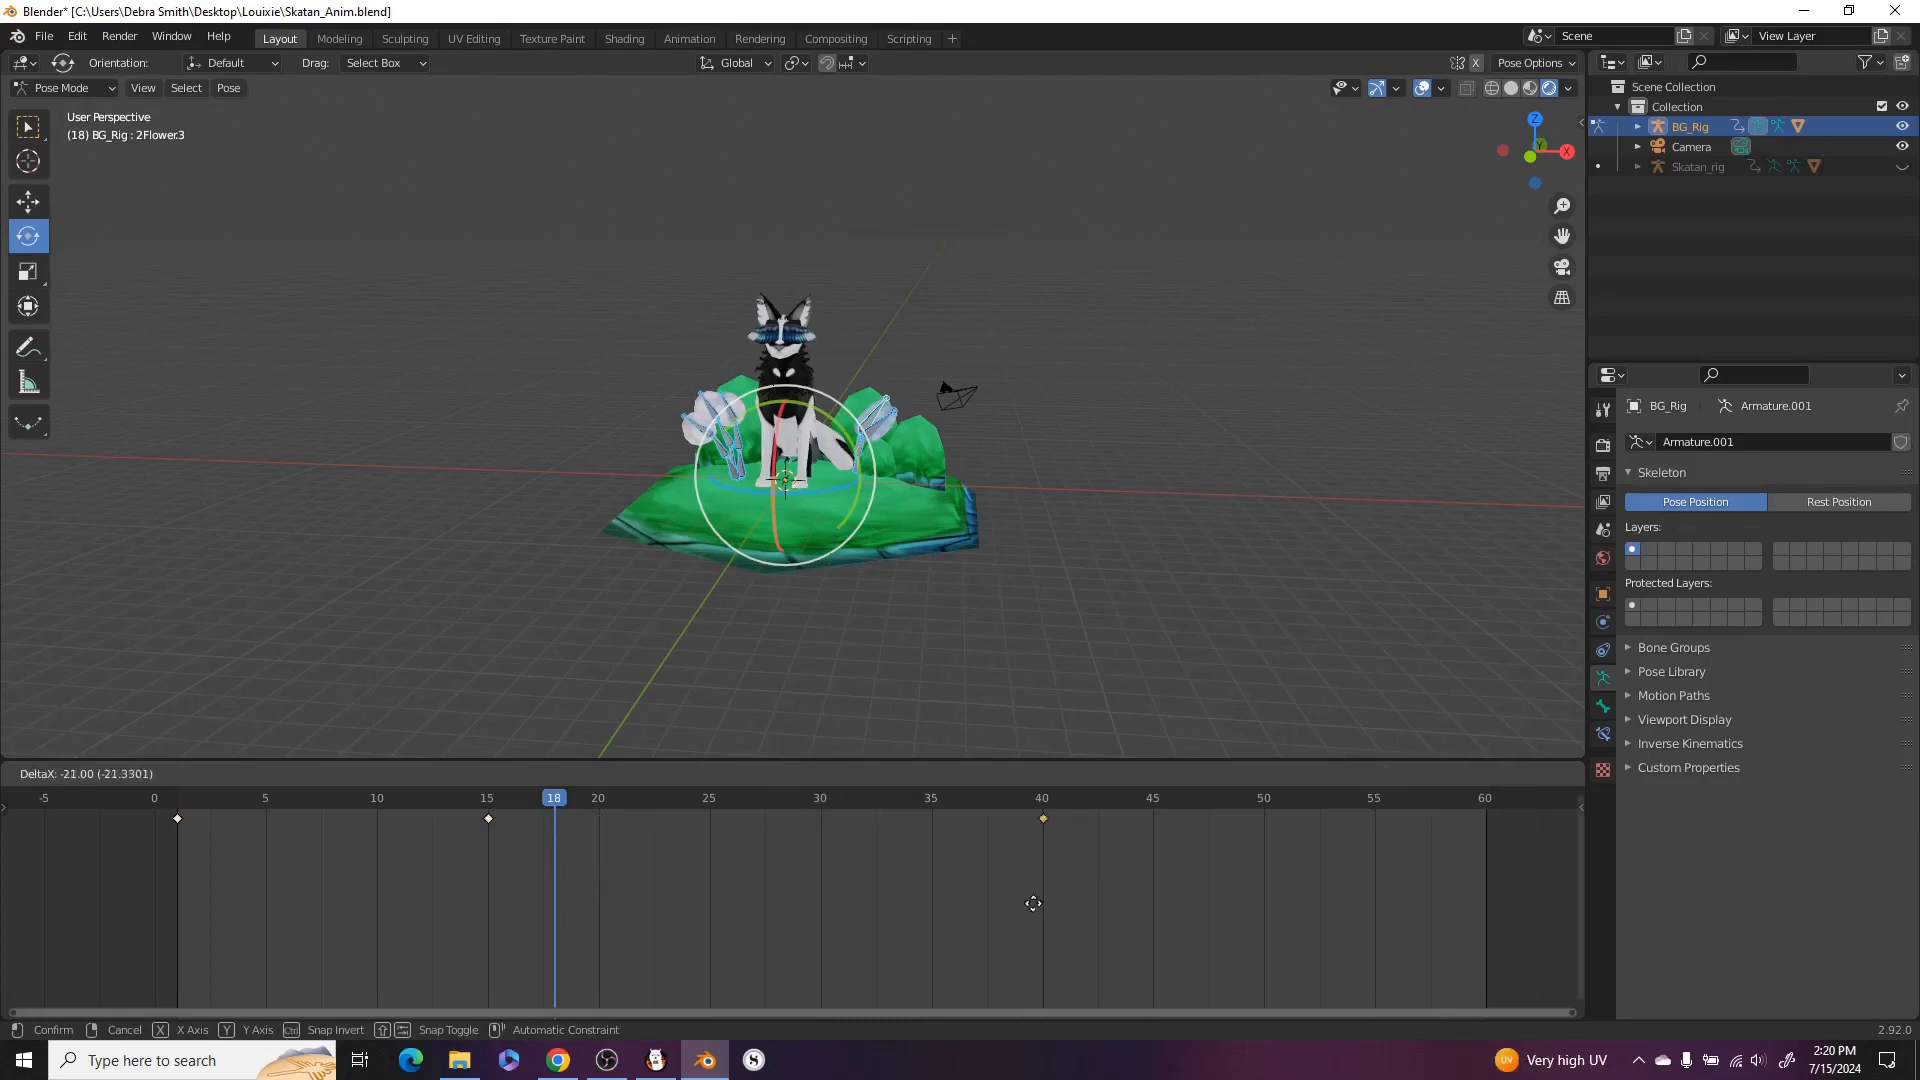 Blender* [C:\Users\Debra Smith\Desktop\Louixie\Skatan_Anim.blend]
File Edit Render Window Help Layout Modeling Sculpting UV Editing Texture Paint Shading Animation Rendering Compositing Scripting Scene View Layer
Orientation: Default Drag: Select Box Global X Pose Options
Pose Mode View Select Pose
Scene Collection
Collection
BG_Rig
Camera
Skatan_rig
User Perspective
(18) BG_Rig : 2Flower.3
Z
Y
X
BG_Rig Armature.001
Armature.001
Skeleton
Pose Position Rest Position
Layers:
Protected Layers:
Bone Groups
Pose Library
Motion Paths
Viewport Display
Inverse Kinematics
Custom Properties
DeltaX: -21.00 (-21.3301)
-5 0 5 10 15 18 20 25 30 35 40 45 50 55 60
Confirm Cancel X X Axis Y Y Axis Ctrl Snap Invert Snap Toggle Automatic Constraint 2.92.0
Type here to search
UV Very high UV
2:20 PM
7/15/2024